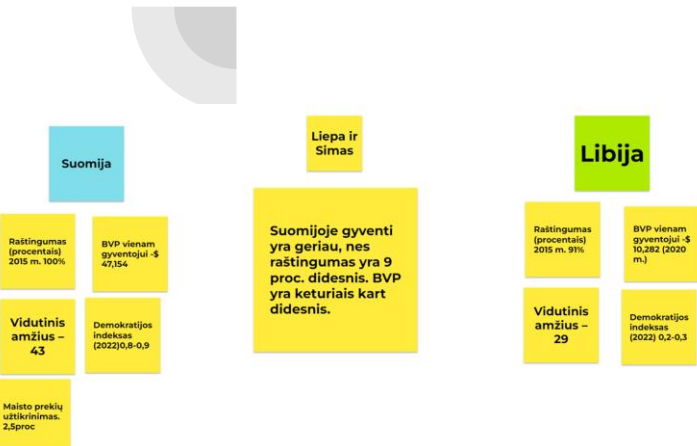 Suomija
Raštingumas
(procentais)
2015 m. 100%
BVP vienam
gyventojui -$
47,154
Vidutinis
amžius –
43
Demokratijos
indeksas
(2022)0,8-0,9
Maisto prekių
užtikrinimas.
2,5proc
Liepa ir
Simas
Suomijoje gyventi
yra geriau, nes
raštingumas yra 9
proc. didesnis. BVP
yra keturiais kart
didesnis.
Libija
Raštingumas
(procentais)
2015 m. 91%
BVP vienam
gyventojui -$
10,282 (2020
m.)
Vidutinis
amžius –
29
Demokratijos
indeksas
(2022) 0,2-0,3